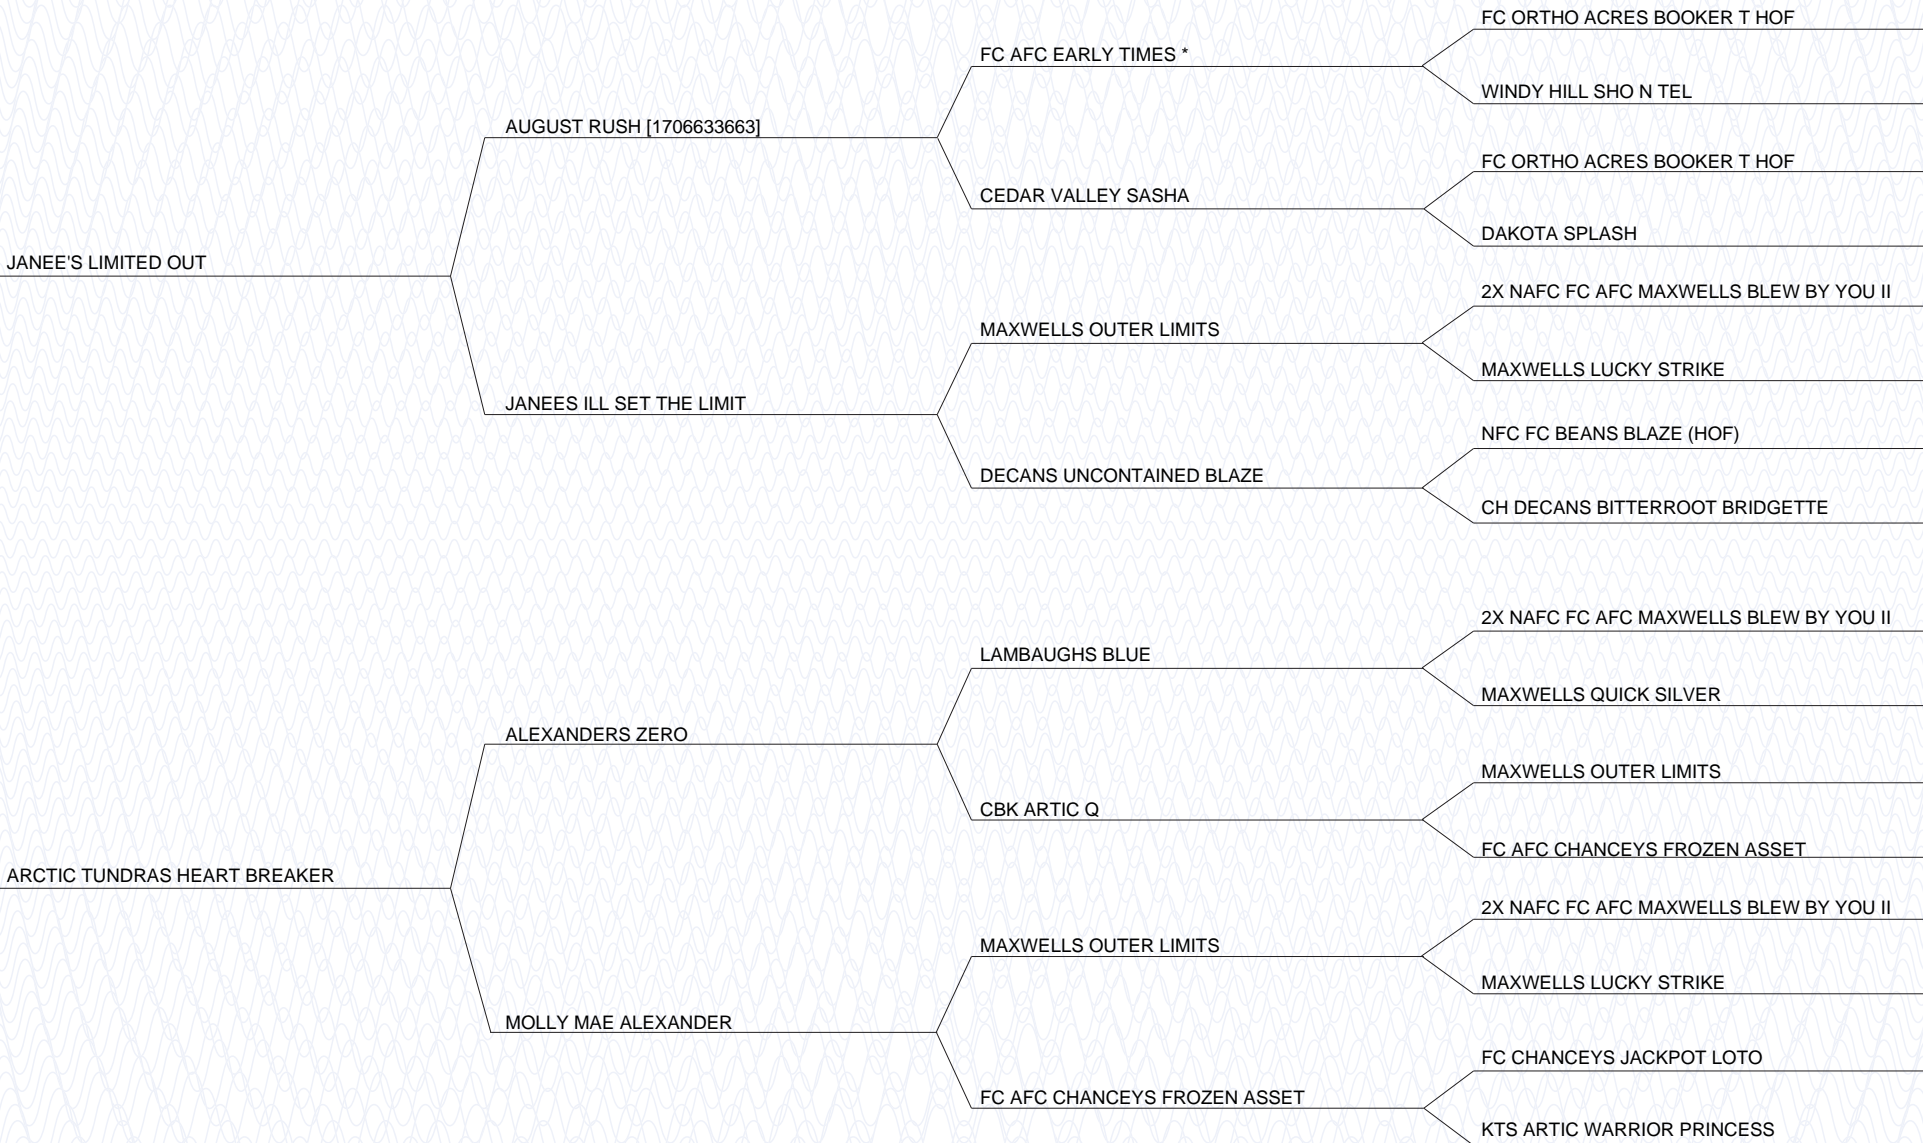 FC ORTHO ACRES BOOKER T HOF
FC AFC EARLY TIMES *
WINDY HILL SHO N TEL
AUGUST RUSH [1706633663]
FC ORTHO ACRES BOOKER T HOF
CEDAR VALLEY SASHA
DAKOTA SPLASH
JANEE'S LIMITED OUT
2X NAFC FC AFC MAXWELLS BLEW BY YOU II
MAXWELLS OUTER LIMITS
MAXWELLS LUCKY STRIKE
JANEES ILL SET THE LIMIT
NFC FC BEANS BLAZE (HOF)
DECANS UNCONTAINED BLAZE
CH DECANS BITTERROOT BRIDGETTE
2X NAFC FC AFC MAXWELLS BLEW BY YOU II
LAMBAUGHS BLUE
MAXWELLS QUICK SILVER
ALEXANDERS ZERO
MAXWELLS OUTER LIMITS
CBK ARTIC Q
FC AFC CHANCEYS FROZEN ASSET
ARCTIC TUNDRAS HEART BREAKER
2X NAFC FC AFC MAXWELLS BLEW BY YOU II
MAXWELLS OUTER LIMITS
MAXWELLS LUCKY STRIKE
MOLLY MAE ALEXANDER
FC CHANCEYS JACKPOT LOTO
FC AFC CHANCEYS FROZEN ASSET
KTS ARTIC WARRIOR PRINCESS